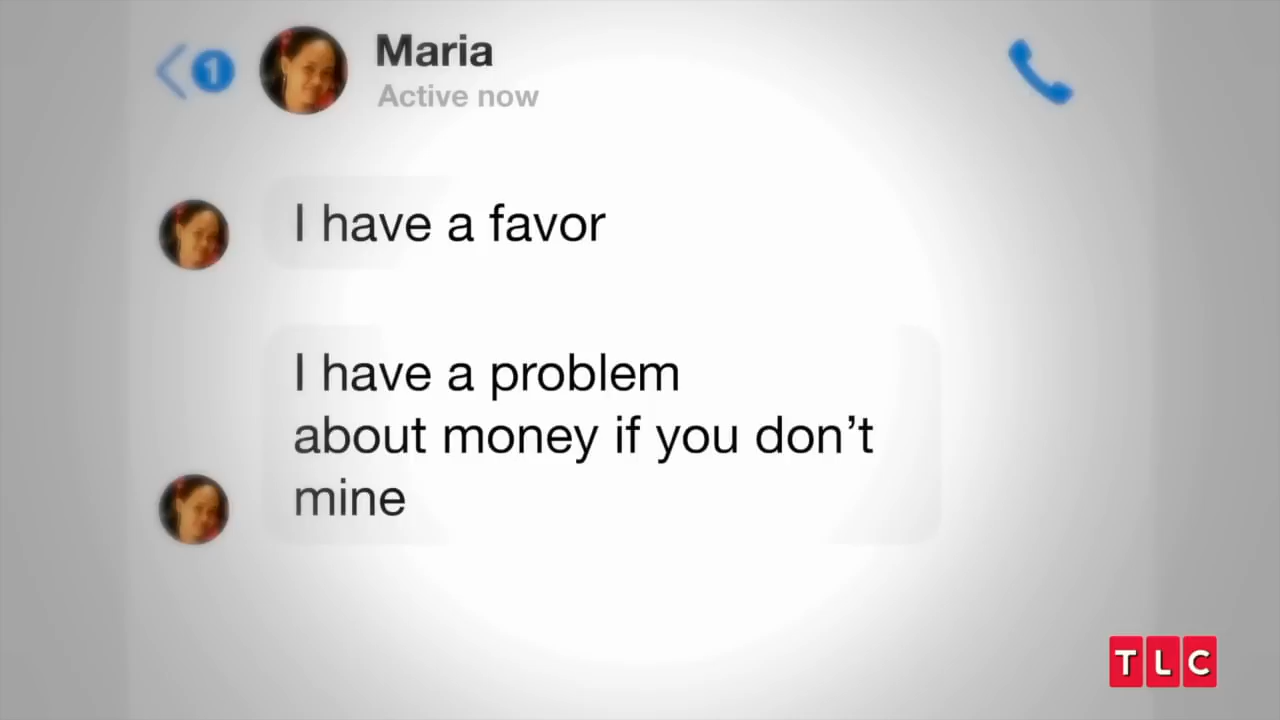 1
Maria
Active now
I have a favor
I have a problem
about money if you don’t
mine
TLC